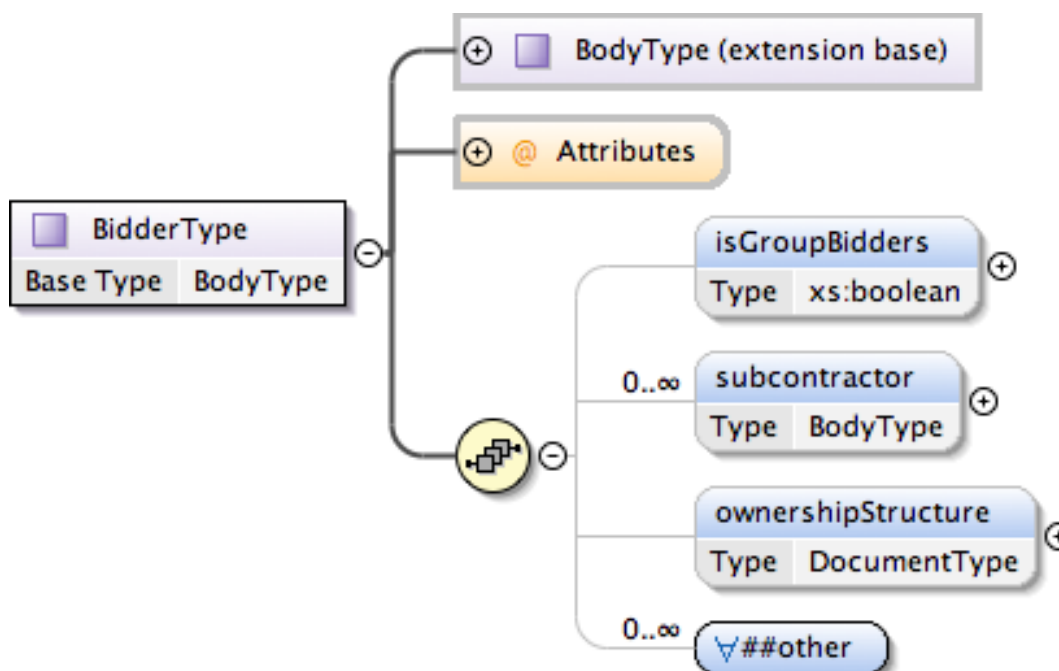 BodyType (extension base)
@ Attributes
BidderType
Base Type BodyType
isGroupBidders
Type xs:boolean
0..∞
subcontractor
Type BodyType
ownershipStructure
Type DocumentType
0..∞
∀##other